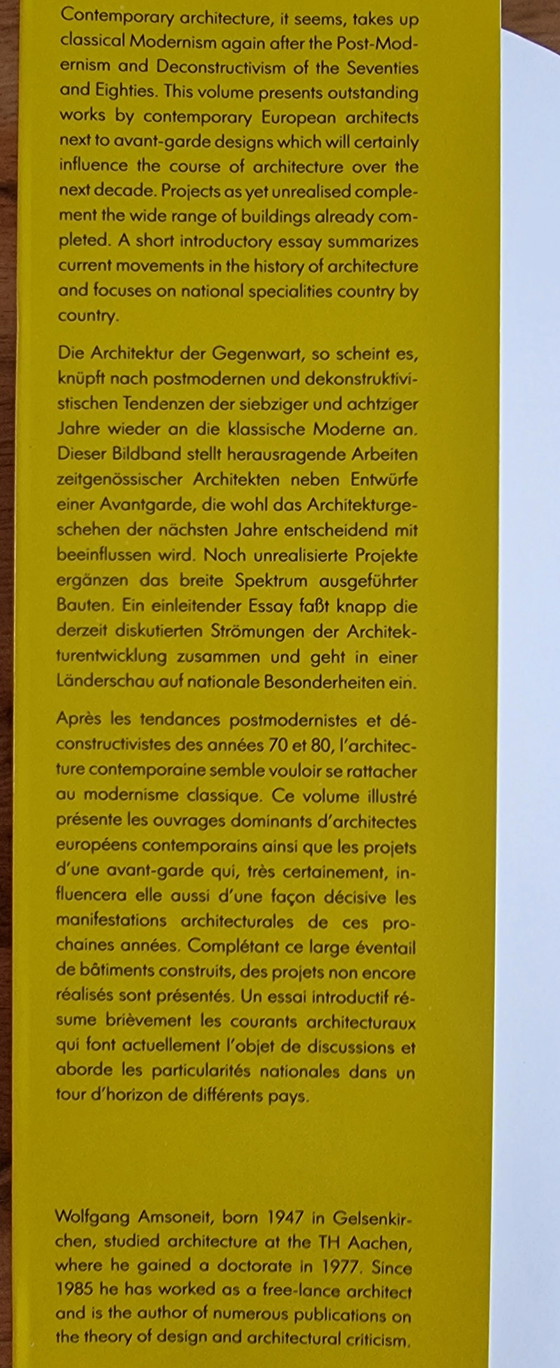 Contemporary architecture, it seems, takes up
classical Modernism again after the Post-Mod-
ernism and Deconstructivism of the Seventies
and Eighties. This volume presents outstanding
works by contemporary European architects
next to avant-garde designs which will certainly
influence the course of architecture over the
next decade. Projects as yet unrealised comple-
ment the wide range of buildings already com-
pleted. A short introductory essay summarizes
current movements in the history of architecture
and focuses on national specialities country by
country.
Die Architektur der Gegenwart, so scheint es,
knüpft nach postmodernen und dekonstruktivi-
stischen Tendenzen der siebziger und achtziger
Jahre wieder an die klassische Moderne an.
Dieser Bildband stellt herausragende Arbeiten
zeitgenössischer Architekten neben Entwürfe
einer Avantgarde, die wohl das Architekturge-
schehen der nächsten Jahre entscheidend mit
beeinflussen wird. Noch unrealisierte Projekte
ergänzen das breite Spektrum ausgeführter
Bauten. Ein einleitender Essay faßt knapp die
derzeit diskutierten Strömungen der Architek-
turentwicklung zusammen und geht in einer
Länderschau auf nationale Besonderheiten ein.
Après les tendances postmodernistes et dé-
constructivistes des années 70 et 80, l'architec-
ture contemporaine semble vouloir se rattacher
au modernisme classique. Ce volume illustré
présente les ouvrages dominants d'architectes
européens contemporains ainsi que les projets
d'une avant-garde qui, très certainement, in-
fluencera elle aussi d'une façon décisive les
manifestations architecturales de ces pro-
chaines années. Complétant ce large éventail
de bâtiments construits, des projets non encore
réalisés sont présentés. Un essai introductif ré-
sume brièvement les courants architecturaux
qui font actuellement l'objet de discussions et
aborde les particularités nationales dans un
tour d'horizon de différents pays.
Wolfgang Amsoneit, born 1947 in Gelsenkir-
chen, studied architecture at the TH Aachen,
where he gained a doctorate in 1977. Since
1985 he has worked as a free-lance architect
and is the author of numerous publications on
the theory of design and architectural criticism.